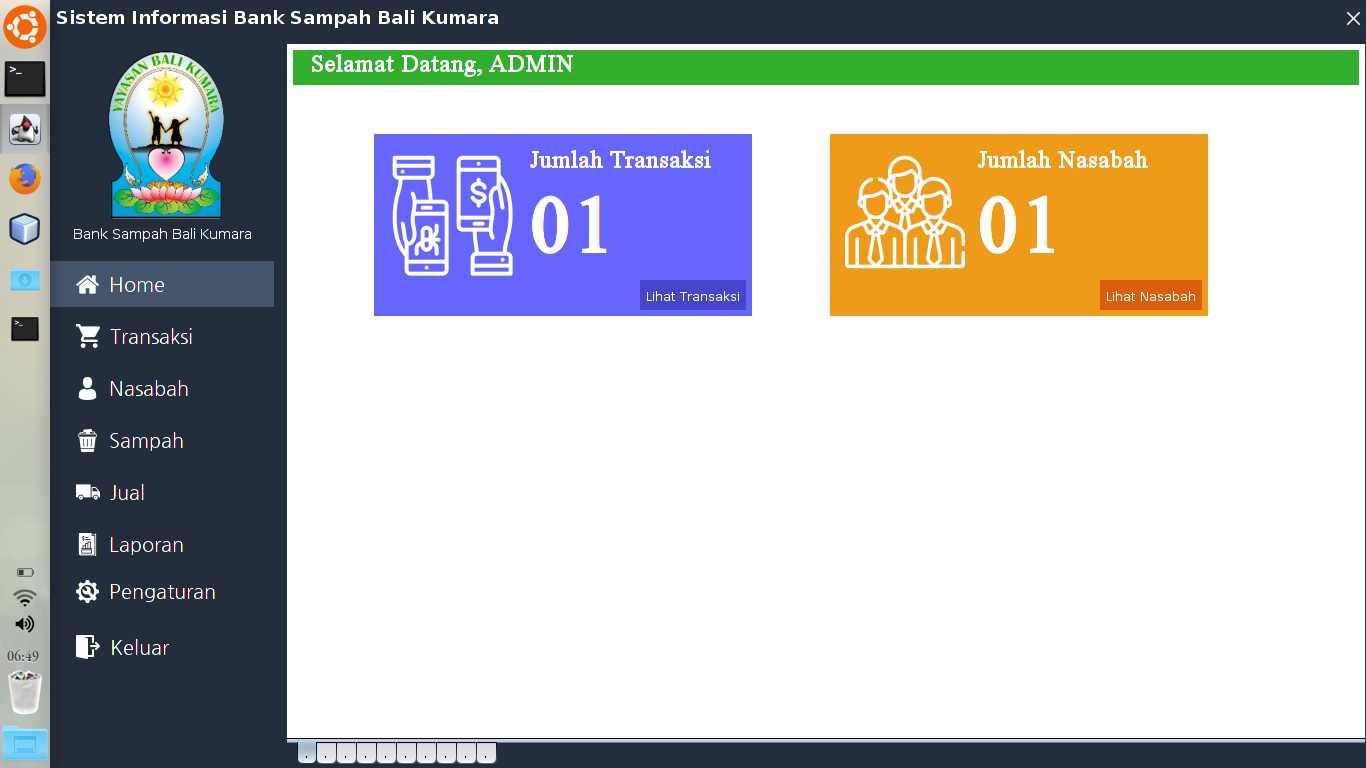 Sistem Informasi Bank Sampah Bali Kumara
YAYASAN BALI KUMARA
Bank Sampah Bali Kumara
Home
Transaksi
Nasabah
Sampah
Jual
Laporan
Pengaturan
Keluar
06:49
Selamat Datang, ADMIN
Jumlah Transaksi
01
Lihat Transaksi
Jumlah Nasabah
01
Lihat Nasabah
. . . . . . . . . .